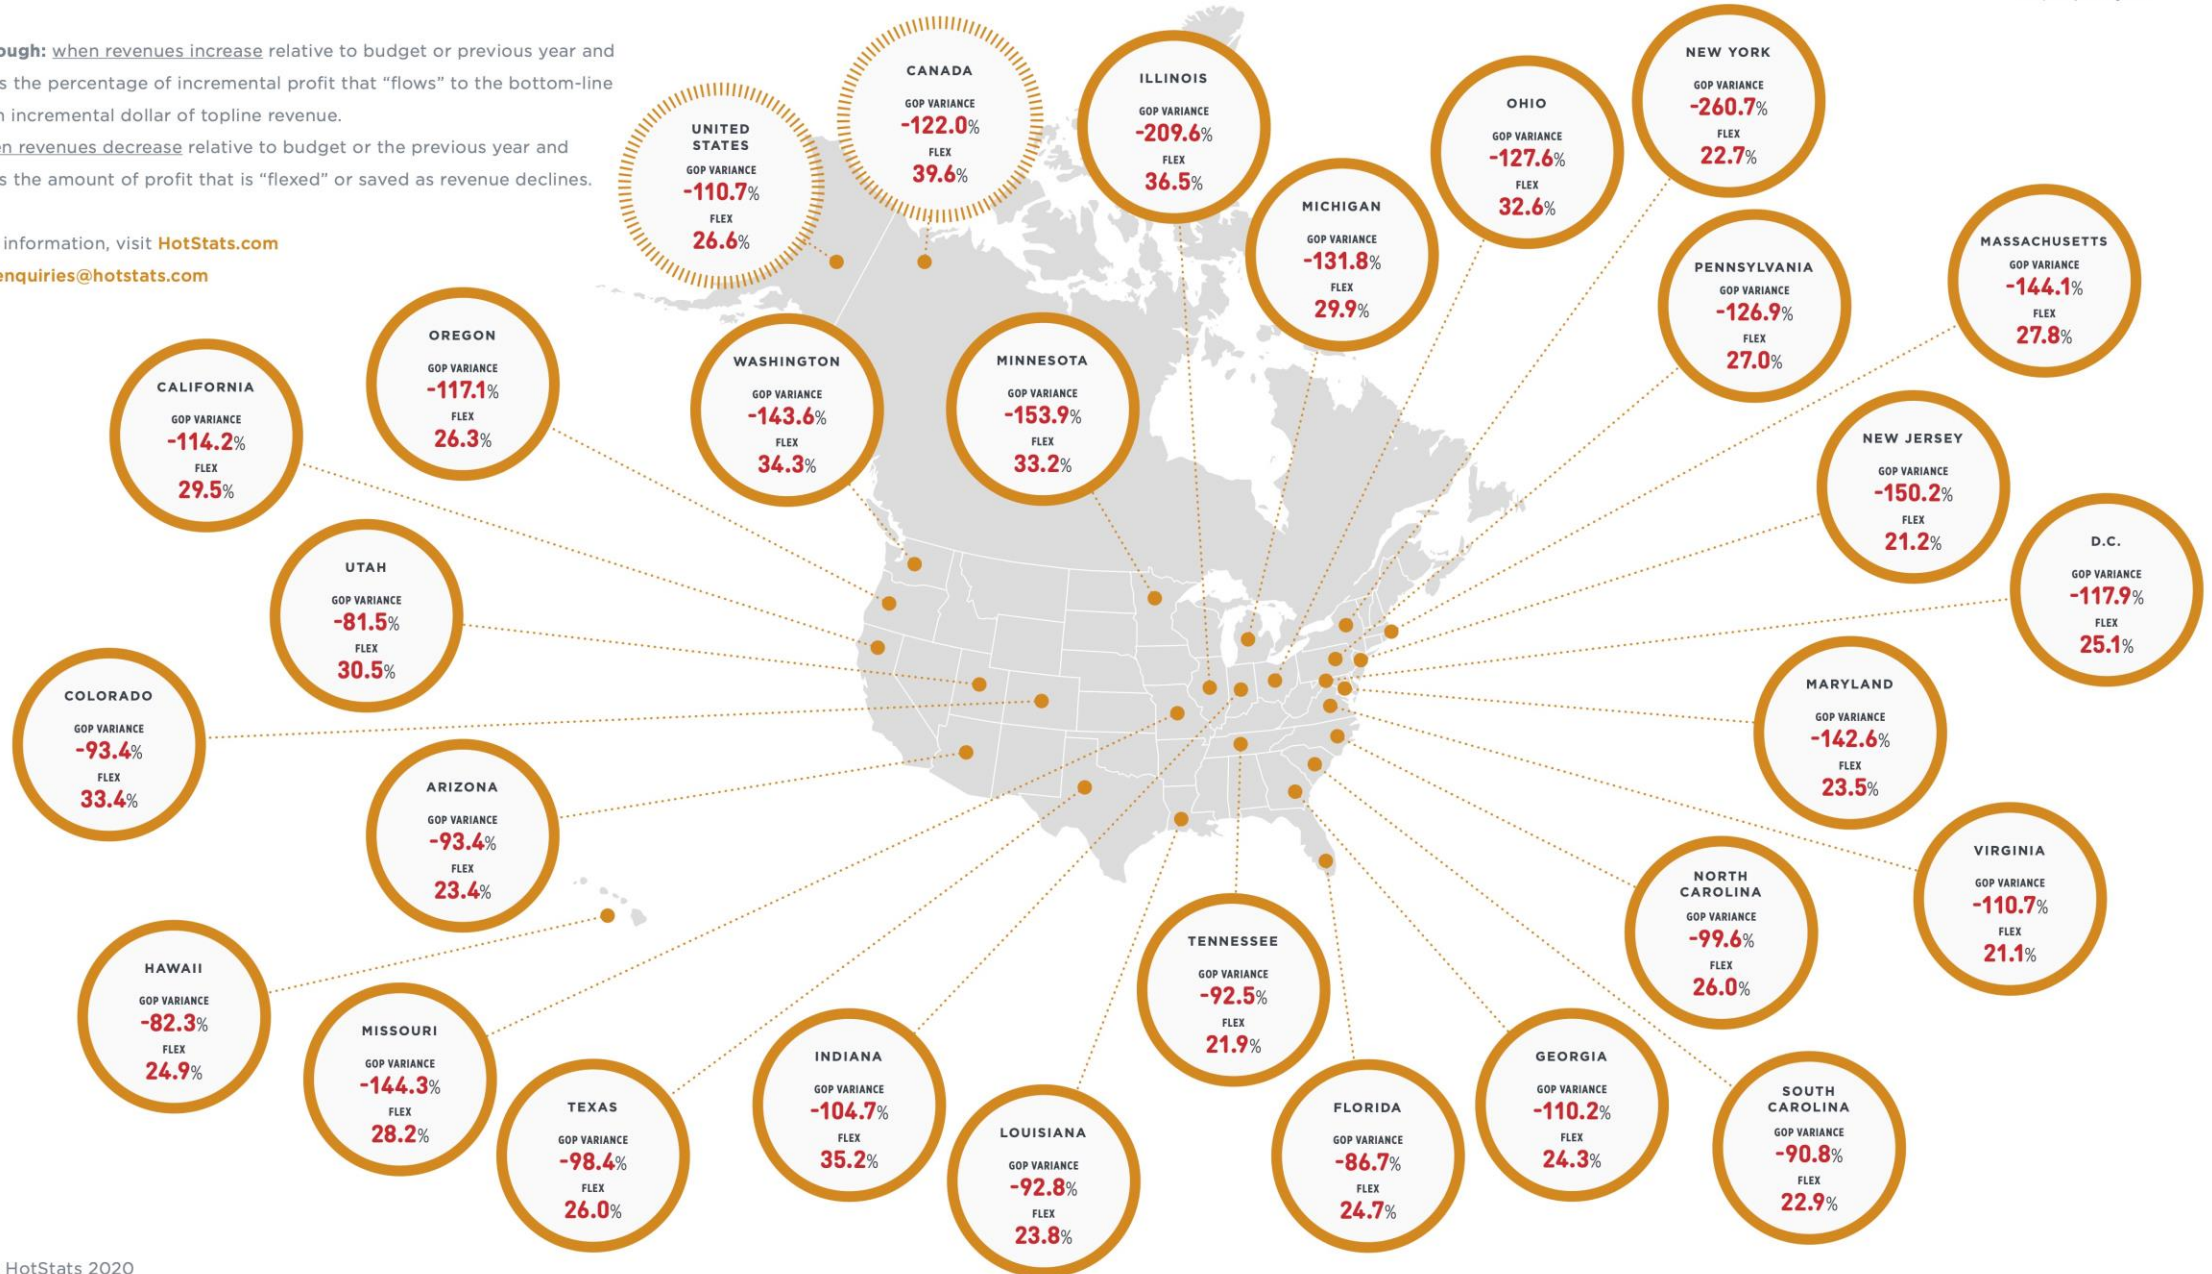 ough: when revenues increase relative to budget or previous year and
s the percentage of incremental profit that “flows” to the bottom-line
n incremental dollar of topline revenue.
en revenues decrease relative to budget or the previous year and
s the amount of profit that is “flexed” or saved as revenue declines.
information, visit HotStats.com
enquiries@hotstats.com
UNITED
STATES
GOP VARIANCE
-110.7%
FLEX
26.6%
CANADA
GOP VARIANCE
-122.0%
FLEX
39.6%
ILLINOIS
GOP VARIANCE
-209.6%
FLEX
36.5%
MICHIGAN
GOP VARIANCE
-131.8%
FLEX
29.9%
OHIO
GOP VARIANCE
-127.6%
FLEX
32.6%
NEW YORK
GOP VARIANCE
-260.7%
FLEX
22.7%
PENNSYLVANIA
GOP VARIANCE
-126.9%
FLEX
27.0%
MASSACHUSETTS
GOP VARIANCE
-144.1%
FLEX
27.8%
CALIFORNIA
GOP VARIANCE
-114.2%
FLEX
29.5%
OREGON
GOP VARIANCE
-117.1%
FLEX
26.3%
WASHINGTON
GOP VARIANCE
-143.6%
FLEX
34.3%
MINNESOTA
GOP VARIANCE
-153.9%
FLEX
33.2%
NEW JERSEY
GOP VARIANCE
-150.2%
FLEX
21.2%
D.C.
GOP VARIANCE
-117.9%
FLEX
25.1%
UTAH
GOP VARIANCE
-81.5%
FLEX
30.5%
COLORADO
GOP VARIANCE
-93.4%
FLEX
33.4%
ARIZONA
GOP VARIANCE
-93.4%
FLEX
23.4%
MARYLAND
GOP VARIANCE
-142.6%
FLEX
23.5%
VIRGINIA
GOP VARIANCE
-110.7%
FLEX
21.1%
NORTH
CAROLINA
GOP VARIANCE
-99.6%
FLEX
26.0%
HAWAII
GOP VARIANCE
-82.3%
FLEX
24.9%
MISSOURI
GOP VARIANCE
-144.3%
FLEX
28.2%
TEXAS
GOP VARIANCE
-98.4%
FLEX
26.0%
INDIANA
GOP VARIANCE
-104.7%
FLEX
35.2%
LOUISIANA
GOP VARIANCE
-92.8%
FLEX
23.8%
TENNESSEE
GOP VARIANCE
-92.5%
FLEX
21.9%
FLORIDA
GOP VARIANCE
-86.7%
FLEX
24.7%
GEORGIA
GOP VARIANCE
-110.2%
FLEX
24.3%
SOUTH
CAROLINA
GOP VARIANCE
-90.8%
FLEX
22.9%
HotStats 2020